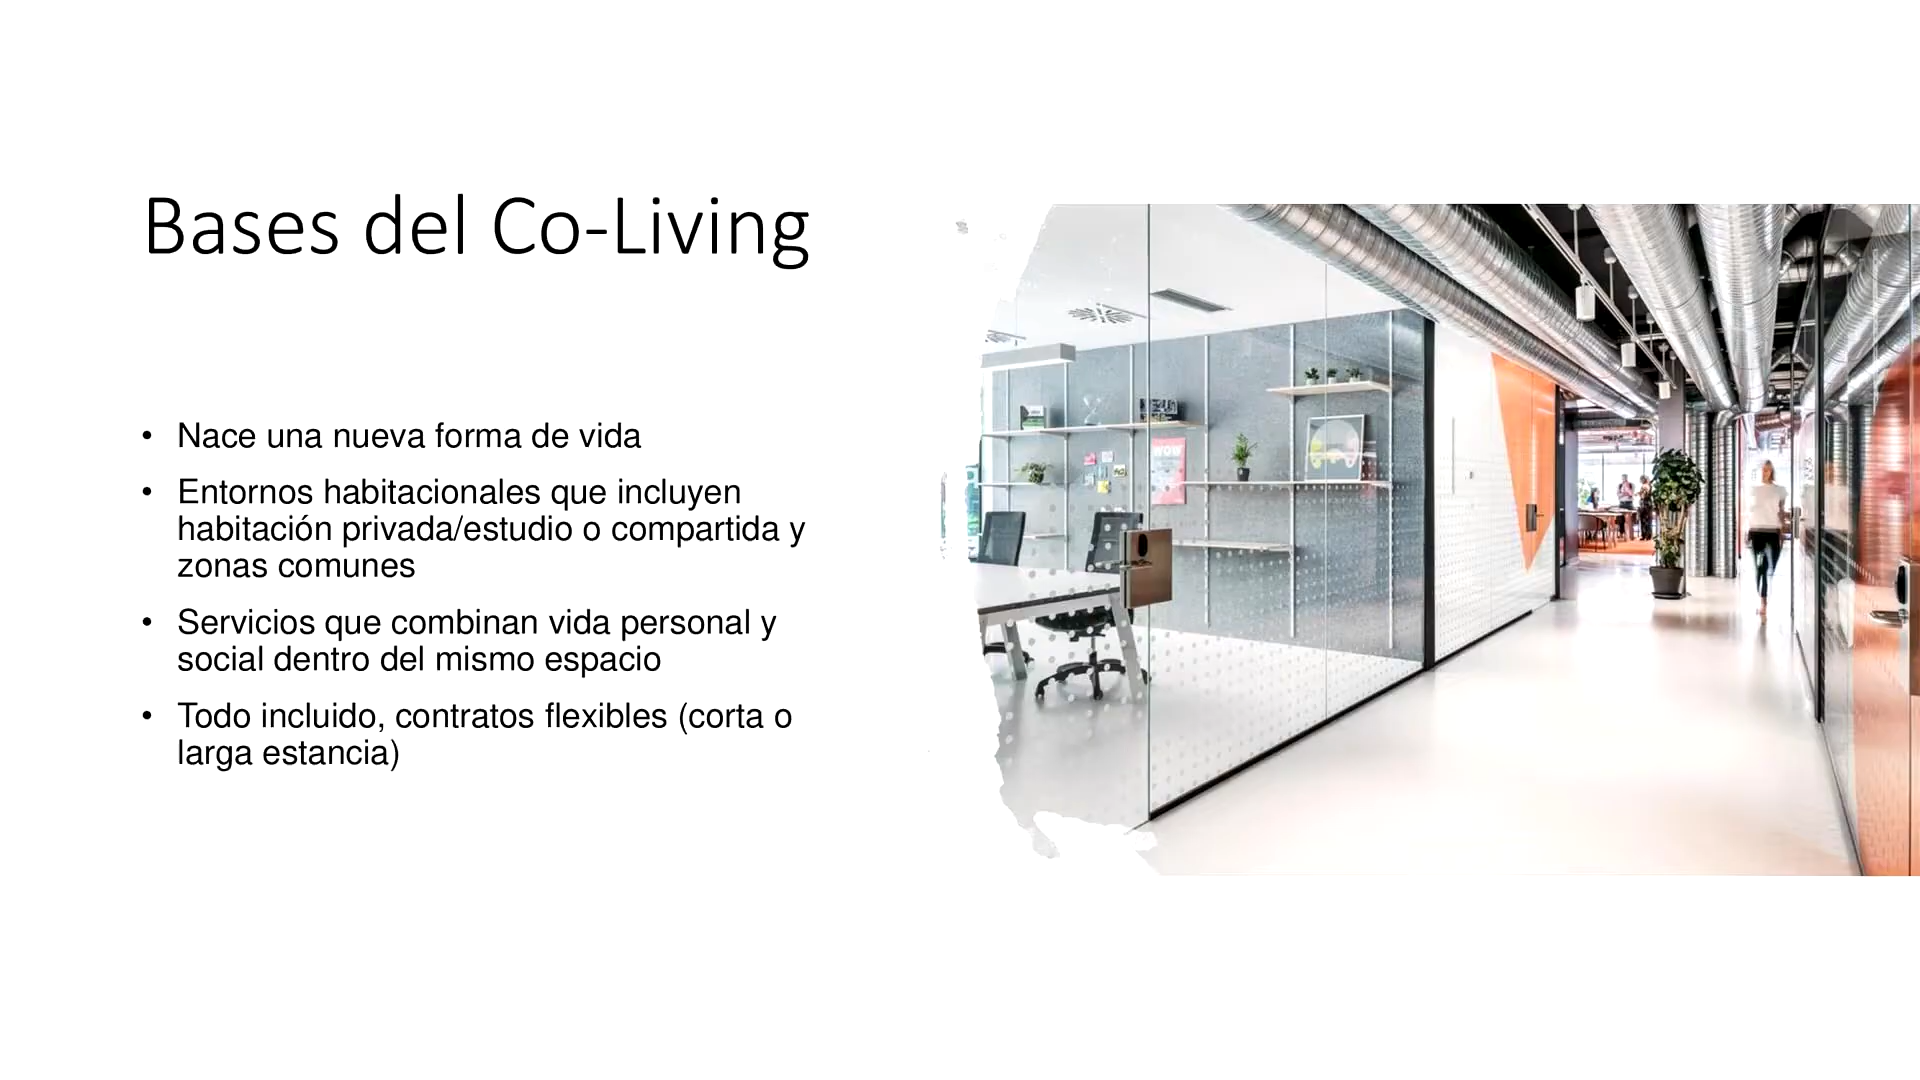 Bases del Co-Living
• Nace una nueva forma de vida
• Entornos habitacionales que incluyen
habitación privada/estudio o compartida y
zonas comunes
• Servicios que combinan vida personal y
social dentro del mismo espacio
• Todo incluido, contratos flexibles (corta o
larga estancia)
WOW